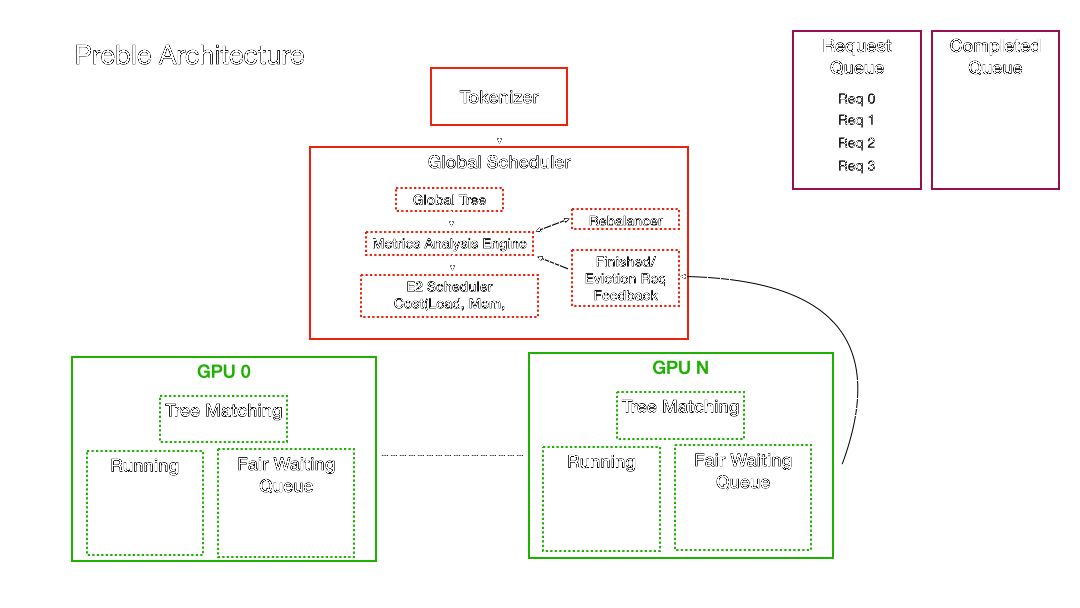 Preble Architecture
Request
Queue
Req 0
Req 1
Req 2
Req 3
Completed
Queue
Tokenizer
Global Scheduler
Global Tree
Metrics Analysis Engine
E2 Scheduler
Cost(Load, Mem,
Rebalancer
Finished/
Eviction Req
Feedback
GPU 0
Tree Matching
Running
Fair Waiting
Queue
GPU N
Tree Matching
Running
Fair Waiting
Queue